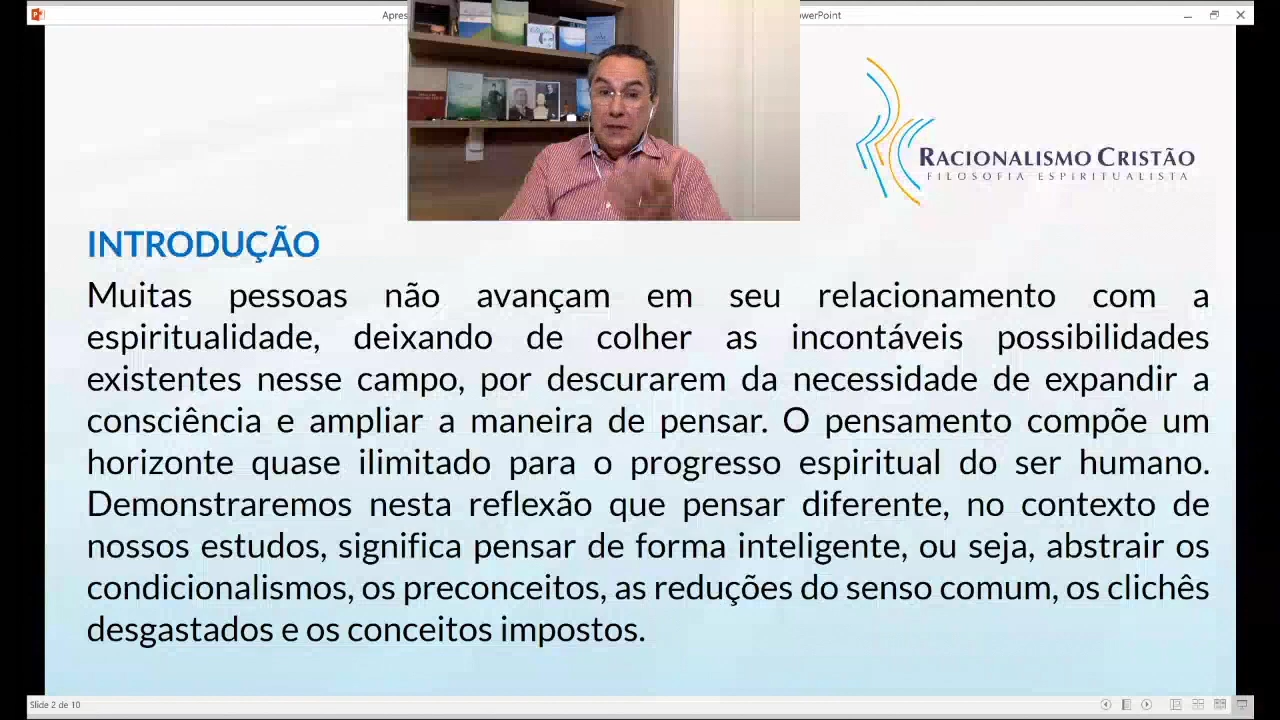 Apres
werPoint
RACIONALISMO CRISTÃO
FILOSOFIA ESPIRITUALISTA
INTRODUÇÃO
Muitas pessoas não avançam em seu relacionamento com a
espiritualidade, deixando de colher as incontáveis possibilidades
existentes nesse campo, por descurarem da necessidade de expandir a
consciência e ampliar a maneira de pensar. O pensamento compõe um
horizonte quase ilimitado para o progresso espiritual do ser humano.
Demonstraremos nesta reflexão que pensar diferente, no contexto de
nossos estudos, significa pensar de forma inteligente, ou seja, abstrair os
condicionalismos, os preconceitos, as reduções do senso comum, os clichês
desgastados e os conceitos impostos.
Slide 2 de 10